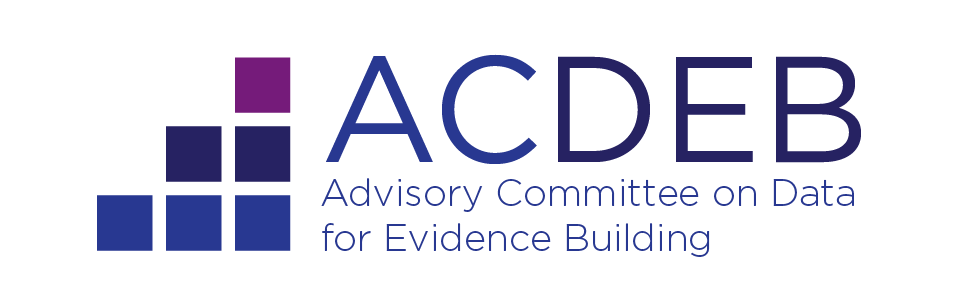 ACDEB
Advisory Committee on Data
for Evidence Building